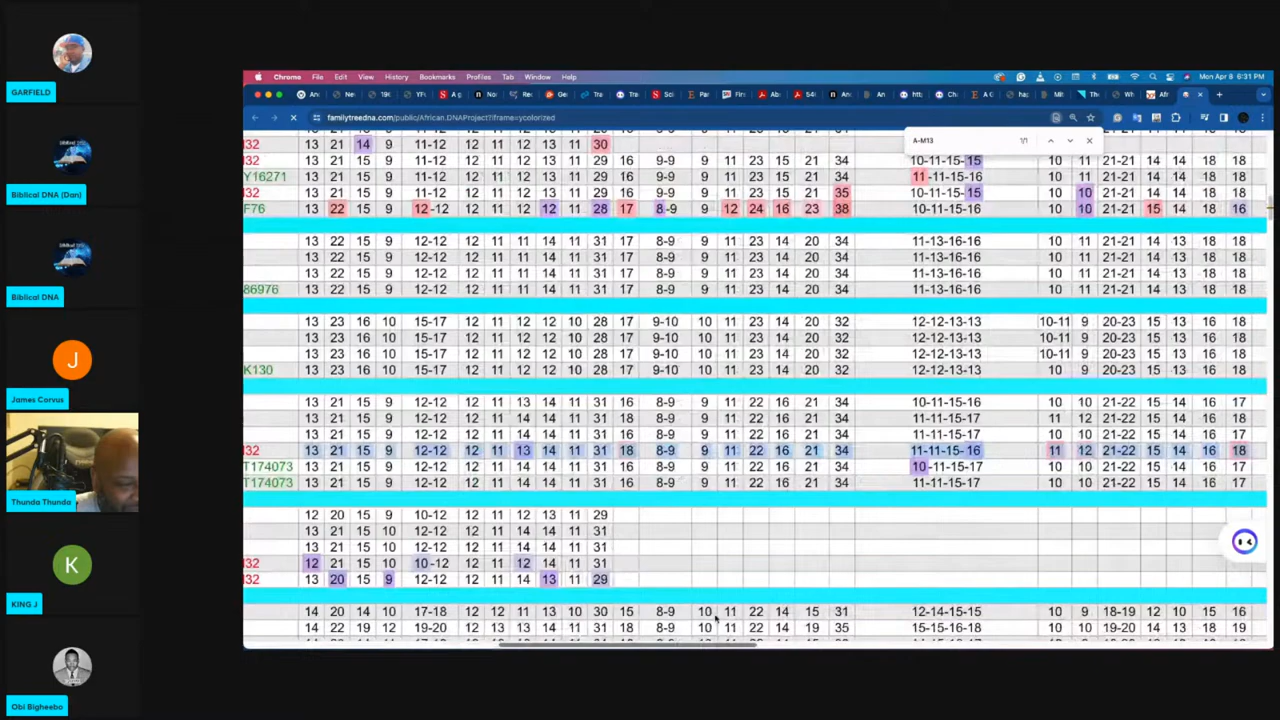 GARFIELD
Biblical DNA (Dan)
Biblical DNA
J
James Corvus
Thunda Thunda
K
KING J
Obi Bigheebo
Chrome File Edit View History Bookmarks Profiles Tab Window Help
Mon Apr 8 6:31 PM
familytreedna.com/public/African.DNAProject?iframe=ycolorized
A-M13 1/1
I32 13 21 14 9 11-12 12 11 12 13 11 30
I32 13 21 15 9 11-12 12 11 12 12 11 29 16 9-9 9 11 23 15 21 34 10-11-15-15 10 11 21-21 14 14 18 18
Y16271 13 21 15 9 11-12 12 11 12 12 11 29 16 9-9 9 11 23 15 21 34 11-11-15-16 10 11 21-21 14 14 18 18
I32 13 21 15 9 11-12 12 11 12 12 11 29 16 9-9 9 11 23 15 21 35 10-11-15-15 10 10 21-21 14 14 18 18
F76 13 22 15 9 12-12 12 11 12 12 11 28 17 8-9 9 12 24 16 23 38 10-11-15-16 10 10 21-21 15 14 18 16
13 22 15 9 12-12 12 11 11 14 11 31 17 8-9 9 11 23 14 20 34 11-13-16-16 10 11 21-21 14 13 18 18
13 22 15 9 12-12 12 11 11 14 11 31 17 8-9 9 11 23 14 20 34 11-13-16-16 10 11 21-21 14 13 18 18
13 22 15 9 12-12 12 11 11 14 11 31 17 8-9 9 11 23 14 20 34 11-13-16-16 10 11 21-21 14 13 18 18
86976 13 22 15 9 12-12 12 11 11 14 11 31 17 8-9 9 11 23 14 20 34 11-13-16-16 10 11 21-21 14 13 18 18
13 23 16 10 15-17 12 11 12 12 10 28 17 9-10 10 11 23 14 20 32 12-12-13-13 10-11 9 20-23 15 13 16 18
13 23 16 10 15-17 12 11 12 12 10 28 17 9-10 10 11 23 14 20 32 12-12-13-13 10-11 9 20-23 15 13 16 18
13 23 16 10 15-17 12 11 12 12 10 28 17 9-10 10 11 23 14 20 32 12-12-13-13 10-11 9 20-23 15 13 16 18
K130 13 23 16 10 15-17 12 11 12 12 10 28 17 9-10 10 11 23 14 20 32 12-12-13-13 10 9 20-23 15 13 16 18
13 21 15 9 12-12 12 11 13 14 11 31 16 8-9 9 11 22 16 21 34 10-11-15-16 10 11 21-22 15 14 16 17
13 21 15 9 12-12 12 11 14 14 11 31 16 8-9 9 11 22 16 21 34 11-11-15-17 10 12 21-22 15 14 16 18
13 21 15 9 12-12 12 11 14 14 11 31 16 8-9 9 11 22 16 21 34 11-11-15-17 10 10 21-22 15 14 16 17
I32 13 21 15 9 12-12 12 11 13 14 11 31 18 8-9 9 11 22 16 21 34 11-11-15-16 11 12 21-22 15 14 16 18
T174073 13 21 15 9 12-12 12 11 14 14 11 31 16 8-9 9 11 22 16 21 34 10-11-15-17 10 10 21-22 15 14 16 17
T174073 13 21 15 9 12-12 12 11 14 14 11 31 16 8-9 9 11 22 16 21 34 11-11-15-17 10 10 21-22 15 14 16 17
12 20 15 9 10-12 12 11 12 13 11 29
13 21 15 10 12-12 12 11 14 14 11 31
13 21 15 10 12-12 12 11 14 14 11 31
I32 12 21 15 10 10-12 12 11 12 14 11 31
I32 13 20 15 9 12-12 12 11 14 13 11 29
14 20 14 10 17-18 12 12 11 13 10 30 15 8-9 10 11 22 14 15 31 12-14-15-15 10 9 18-19 12 10 15 16
14 22 19 12 19-20 12 13 13 14 11 31 18 8-9 10 11 22 14 19 35 15-15-16-18 10 10 19-20 14 12 16 18